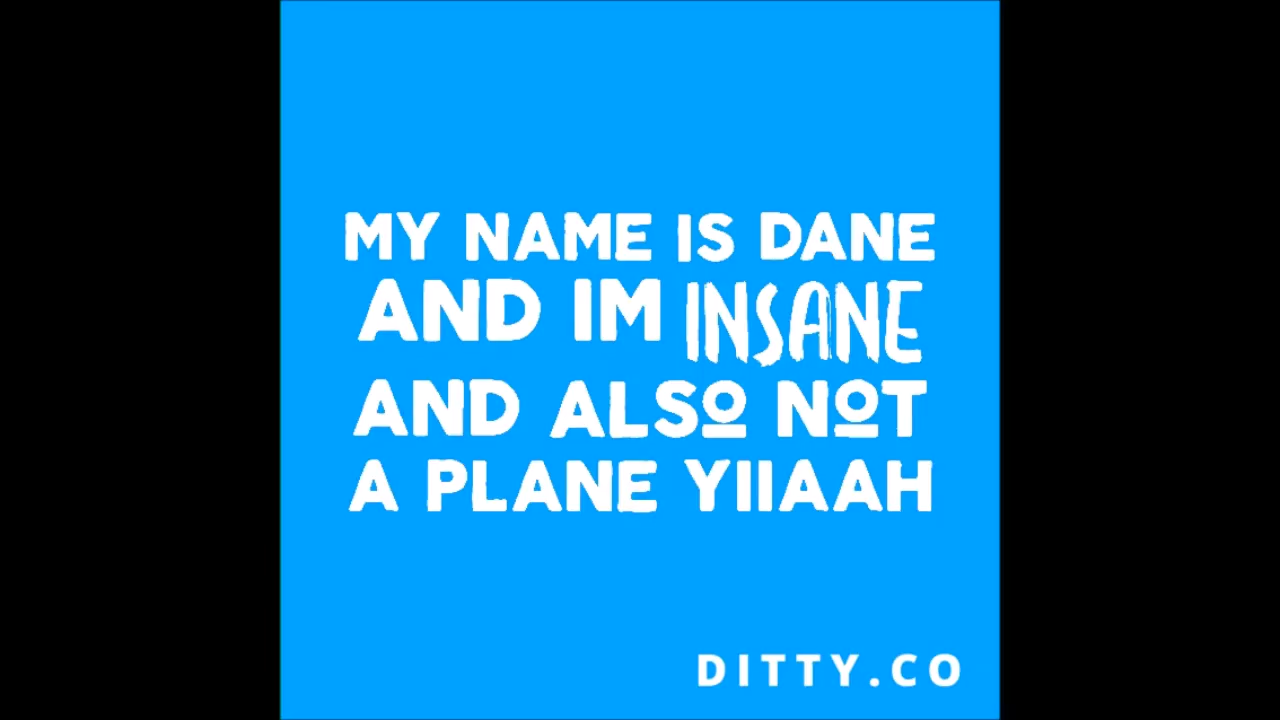 MY NAME IS DANE
AND IM INSANE
AND ALSO NOT
A PLANE YIIAAH
DITTY.CO